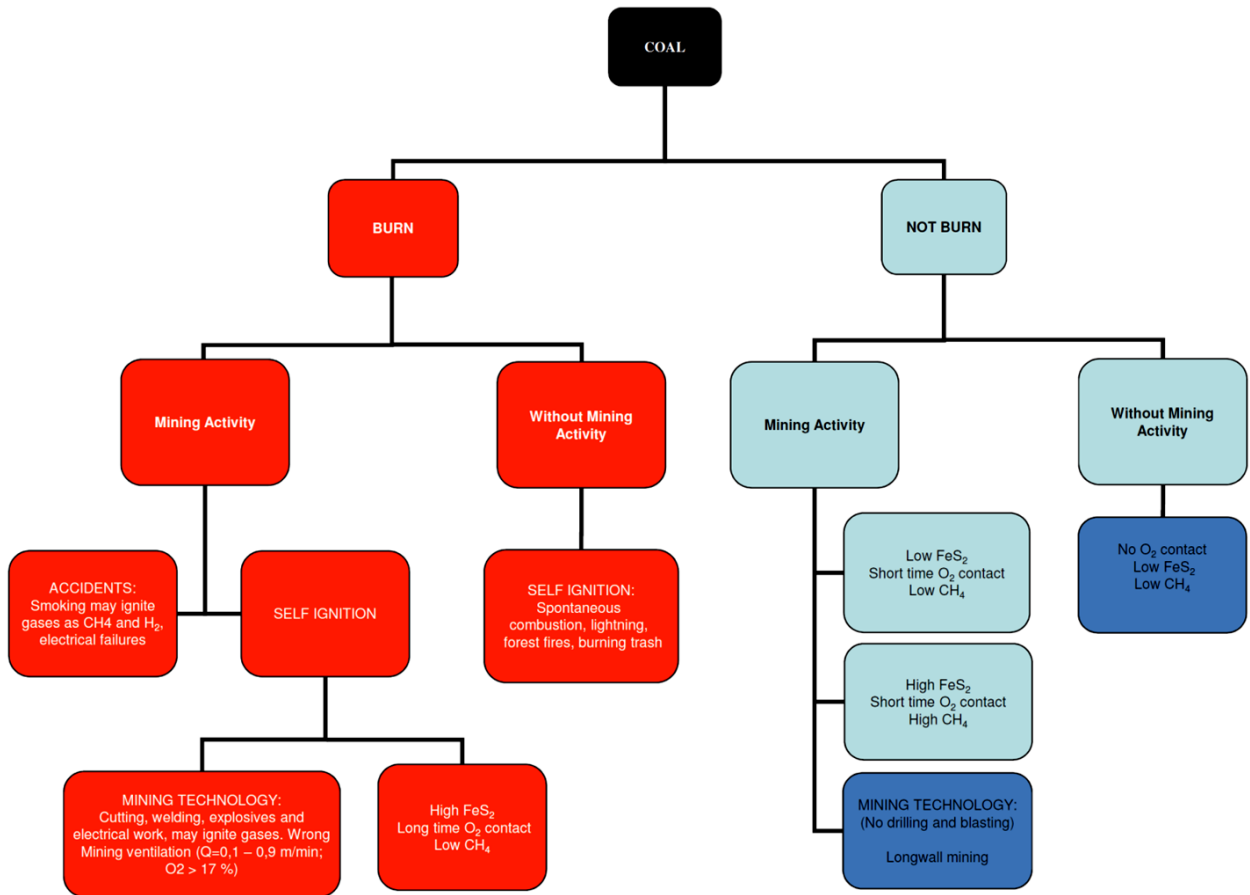 COAL
BURN
NOT BURN
Mining Activity
Without Mining
Activity
Mining Activity
Without Mining
Activity
ACCIDENTS:
Smoking may ignite
gases as CH4 and H₂,
electrical failures
SELF IGNITION
SELF IGNITION:
Spontaneous
combustion, lightning,
forest fires, burning trash
Low FeS₂
Short time O₂ contact
Low CH₄
No O₂ contact
Low FeS₂
Low CH₄
High FeS₂
Short time O₂ contact
High CH₄
MINING TECHNOLOGY:
Cutting, welding, explosives and
electrical work, may ignite gases. Wrong
Mining ventilation (Q=0,1 – 0,9 m/min;
O2 > 17 %)
High FeS₂
Long time O₂ contact
Low CH₄
MINING TECHNOLOGY:
(No drilling and blasting)
Longwall mining